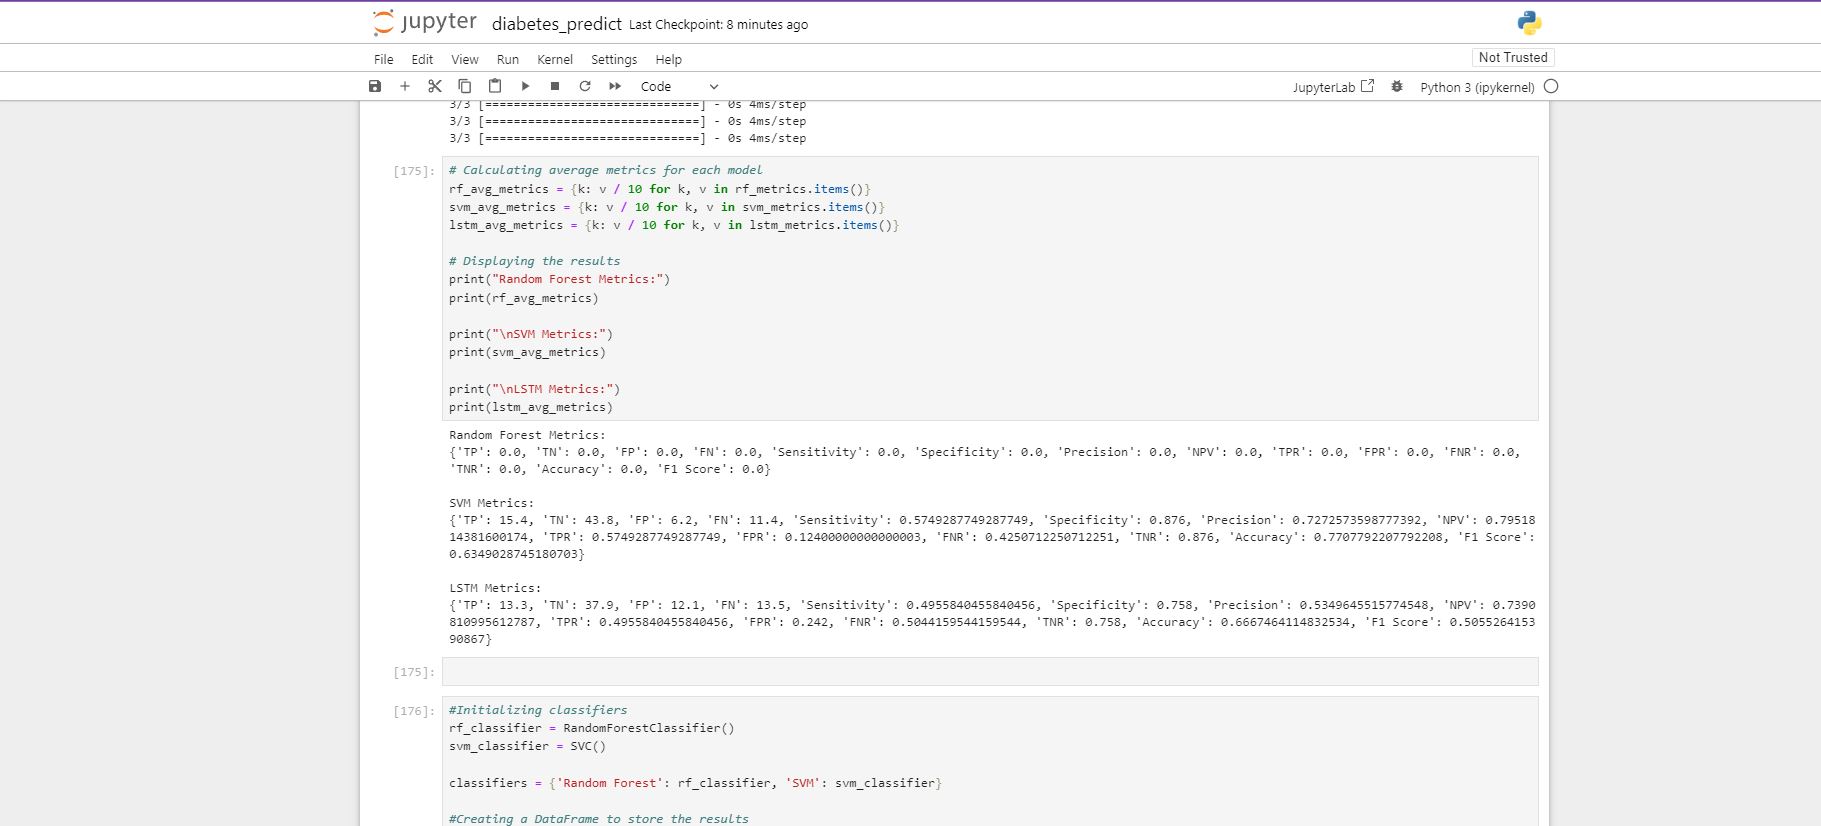 jupyter diabetes_predict Last Checkpoint: 8 minutes ago
File Edit View Run Kernel Settings Help Not Trusted
Code JupyterLab Python 3 (ipykernel)
3/3 [==============================] - 0s 4ms/step
3/3 [==============================] - 0s 4ms/step
3/3 [==============================] - 0s 4ms/step
[175]: # Calculating average metrics for each model
rf_avg_metrics = {k: v / 10 for k, v in rf_metrics.items()}
svm_avg_metrics = {k: v / 10 for k, v in svm_metrics.items()}
lstm_avg_metrics = {k: v / 10 for k, v in lstm_metrics.items()}
# Displaying the results
print("Random Forest Metrics:")
print(rf_avg_metrics)
print("\nSVM Metrics:")
print(svm_avg_metrics)
print("\nLSTM Metrics:")
print(lstm_avg_metrics)
Random Forest Metrics:
{'TP': 0.0, 'TN': 0.0, 'FP': 0.0, 'FN': 0.0, 'Sensitivity': 0.0, 'Specificity': 0.0, 'Precision': 0.0, 'NPV': 0.0, 'TPR': 0.0, 'FPR': 0.0, 'FNR': 0.0,
'TNR': 0.0, 'Accuracy': 0.0, 'F1 Score': 0.0}
SVM Metrics:
{'TP': 15.4, 'TN': 43.8, 'FP': 6.2, 'FN': 11.4, 'Sensitivity': 0.5749287749287749, 'Specificity': 0.876, 'Precision': 0.7272573598777392, 'NPV': 0.79518
14381600174, 'TPR': 0.5749287749287749, 'FPR': 0.12400000000000003, 'FNR': 0.4250712250712251, 'TNR': 0.876, 'Accuracy': 0.7707792207792208, 'F1 Score':
0.6349028745180703}
LSTM Metrics:
{'TP': 13.3, 'TN': 37.9, 'FP': 12.1, 'FN': 13.5, 'Sensitivity': 0.4955840455840456, 'Specificity': 0.758, 'Precision': 0.5349645515774548, 'NPV': 0.7390
810995612787, 'TPR': 0.4955840455840456, 'FPR': 0.242, 'FNR': 0.5044159544159544, 'TNR': 0.758, 'Accuracy': 0.6667464114832534, 'F1 Score': 0.5055264153
90867}
[175]:
[176]: #Initializing classifiers
rf_classifier = RandomForestClassifier()
svm_classifier = SVC()
classifiers = {'Random Forest': rf_classifier, 'SVM': svm_classifier}
#Creating a DataFrame to store the results